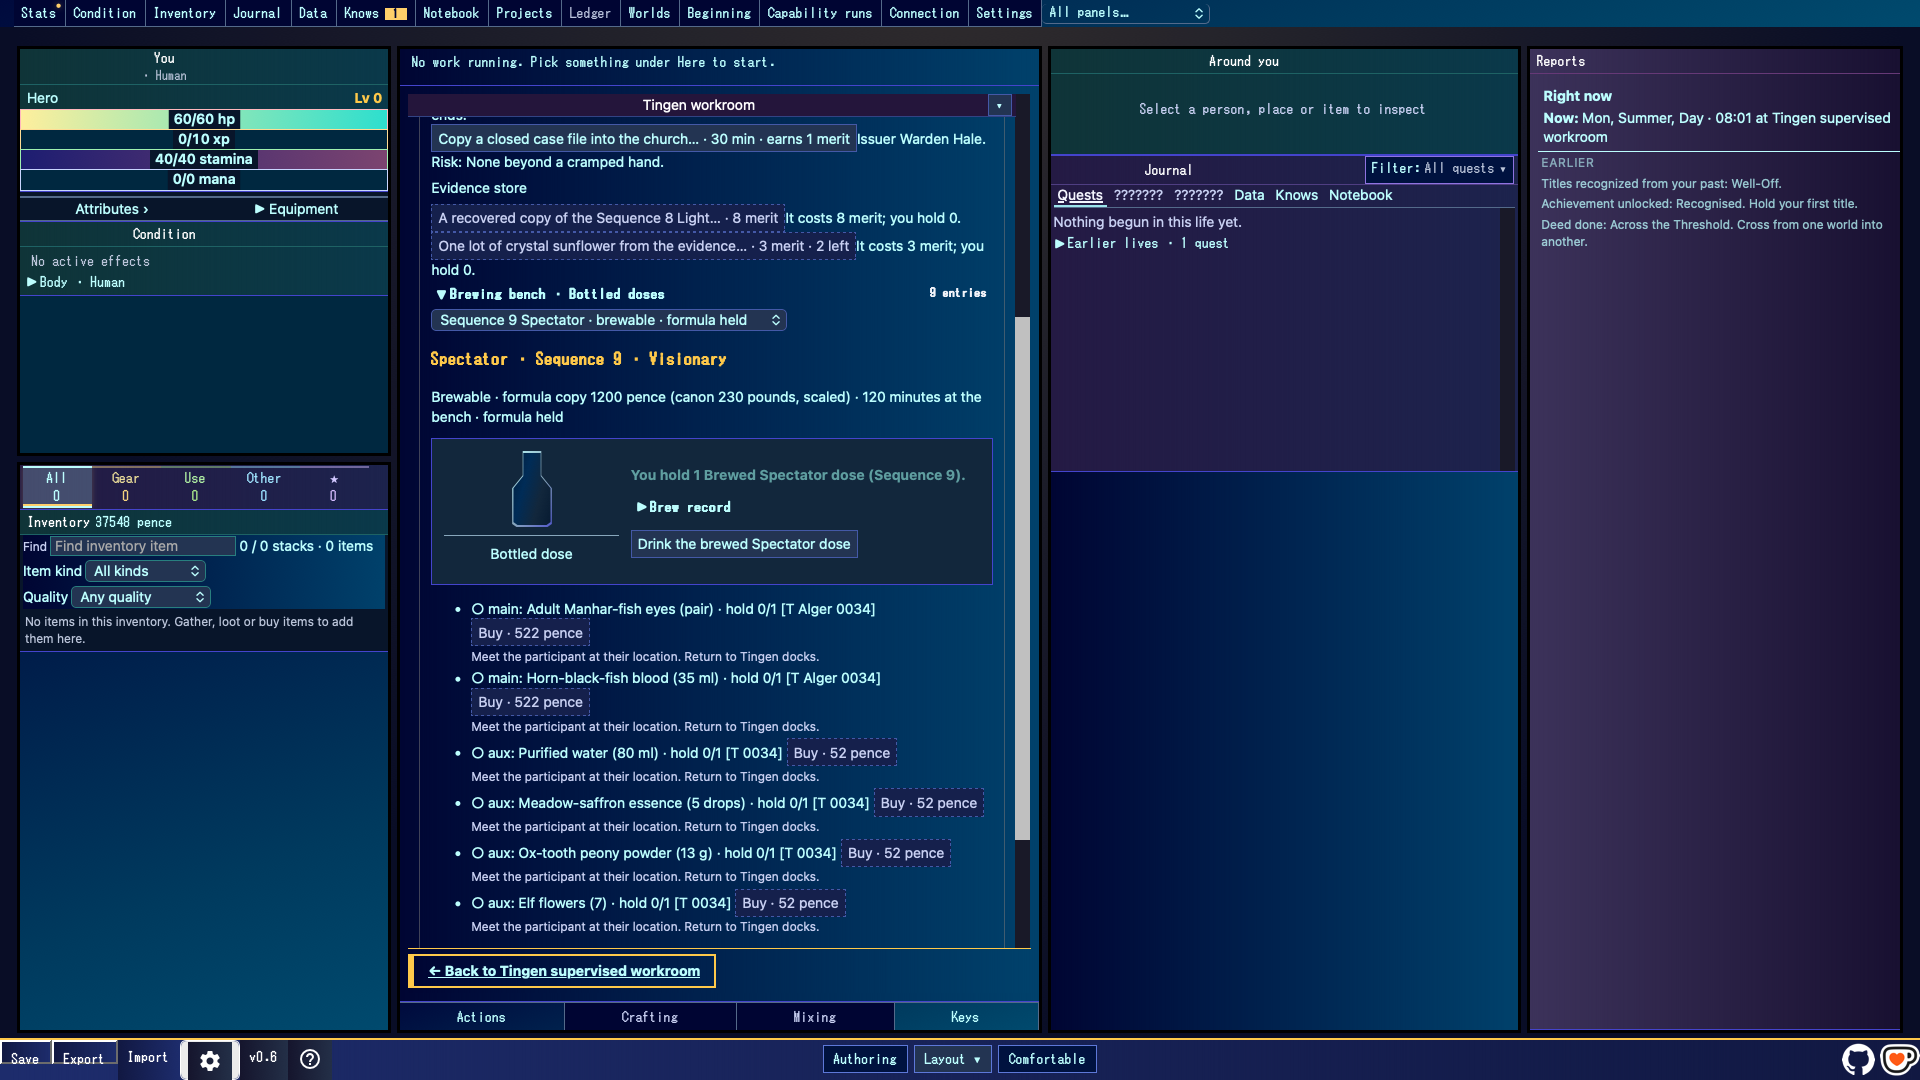 Stats Condition Inventory Journal Data Knows 1 Notebook Projects Ledger Worlds Beginning Capability runs Connection Settings All panels…
You
· Human
Hero Lv 0
60/60 hp
0/10 xp
40/40 stamina
0/0 mana
Attributes › ▶ Equipment
Condition
No active effects
▶ Body · Human
All Gear Use Other ★
0 0 0 0 0
Inventory 37548 pence
Find Find inventory item 0 / 0 stacks · 0 items
Item kind All kinds
Quality Any quality
No items in this inventory. Gather, loot or buy items to add
them here.
No work running. Pick something under Here to start.
Tingen workroom ▾
ends.
Copy a closed case file into the church… · 30 min · earns 1 merit Issuer Warden Hale.
Risk: None beyond a cramped hand.
Evidence store
A recovered copy of the Sequence 8 Light… · 8 merit It costs 8 merit; you hold 0.
One lot of crystal sunflower from the evidence… · 3 merit · 2 left It costs 3 merit; you
hold 0.
▼ Brewing bench · Bottled doses 9 entries
Sequence 9 Spectator · brewable · formula held
Spectator · Sequence 9 · Visionary
Brewable · formula copy 1200 pence (canon 230 pounds, scaled) · 120 minutes at the
bench · formula held
You hold 1 Brewed Spectator dose (Sequence 9).
▶ Brew record
Drink the brewed Spectator dose
Bottled dose
• ○ main: Adult Manhar-fish eyes (pair) · hold 0/1 [T Alger 0034]
Buy · 522 pence
Meet the participant at their location. Return to Tingen docks.
• ○ main: Horn-black-fish blood (35 ml) · hold 0/1 [T Alger 0034]
Buy · 522 pence
Meet the participant at their location. Return to Tingen docks.
• ○ aux: Purified water (80 ml) · hold 0/1 [T 0034] Buy · 52 pence
Meet the participant at their location. Return to Tingen docks.
• ○ aux: Meadow-saffron essence (5 drops) · hold 0/1 [T 0034] Buy · 52 pence
Meet the participant at their location. Return to Tingen docks.
• ○ aux: Ox-tooth peony powder (13 g) · hold 0/1 [T 0034] Buy · 52 pence
Meet the participant at their location. Return to Tingen docks.
• ○ aux: Elf flowers (7) · hold 0/1 [T 0034] Buy · 52 pence
Meet the participant at their location. Return to Tingen docks.
← Back to Tingen supervised workroom
Actions Crafting Mixing Keys
Around you
Select a person, place or item to inspect
Journal Filter: All quests ▾
Quests ??????? ??????? Data Knows Notebook
Nothing begun in this life yet.
▶ Earlier lives · 1 quest
Reports
Right now
Now: Mon, Summer, Day · 08:01 at Tingen supervised
workroom
EARLIER
Titles recognized from your past: Well-Off.
Achievement unlocked: Recognised. Hold your first title.
Deed done: Across the Threshold. Cross from one world into
another.
Save Export Import v0.6 Authoring Layout ▾ Comfortable